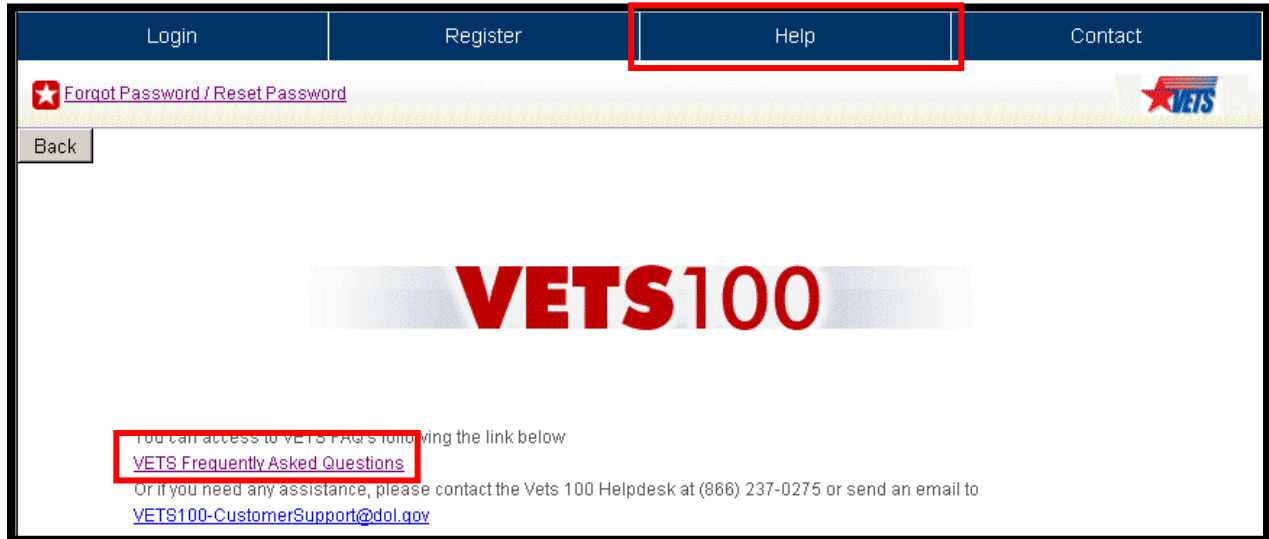 Login Register Help Contact
Forgot Password / Reset Password
VETS
Back
VETS100
You can access to VETS FAQ's following the link below
VETS Frequently Asked Questions
Or if you need any assistance, please contact the Vets 100 Helpdesk at (866) 237-0275 or send an email to
VETS100-CustomerSupport@dol.gov